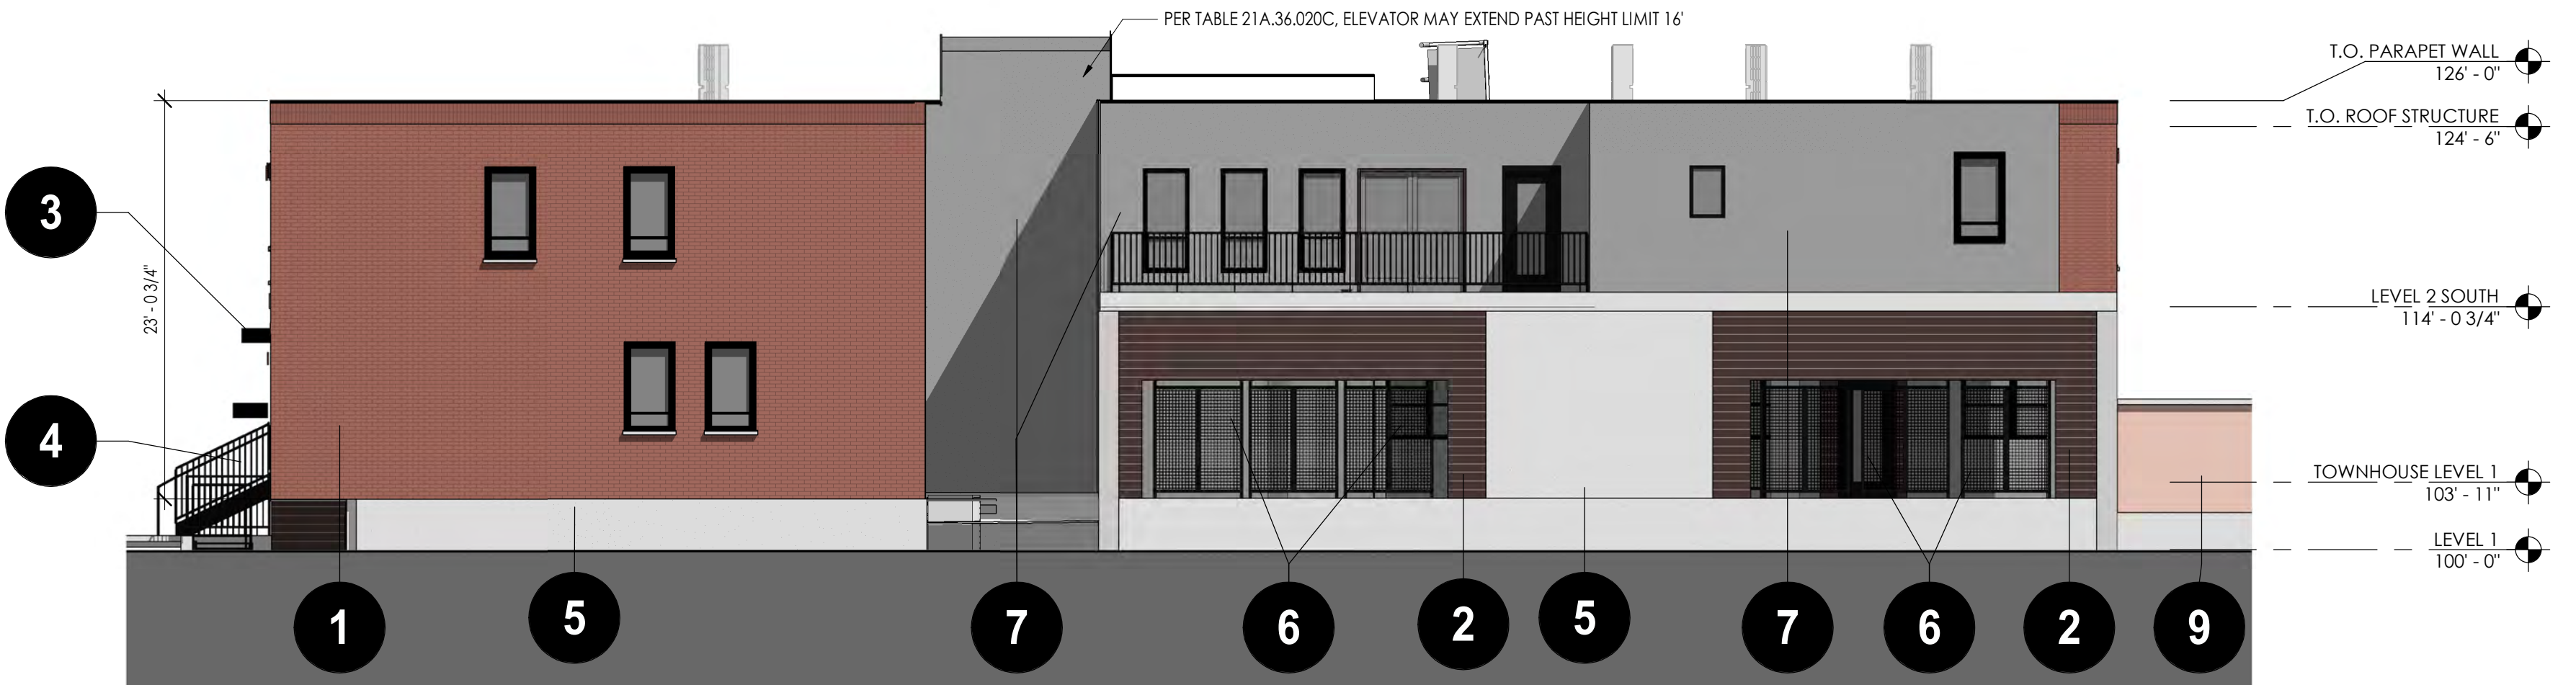 PER TABLE 21A.36.020C, ELEVATOR MAY EXTEND PAST HEIGHT LIMIT 16'
T.O. PARAPET WALL
126' - 0"
T.O. ROOF STRUCTURE
124' - 6"
3
23' - 0 3/4"
LEVEL 2 SOUTH
114' - 0 3/4"
4
TOWNHOUSE LEVEL 1
103' - 11"
LEVEL 1
100' - 0"
1
5
7
6
2
5
7
6
2
9